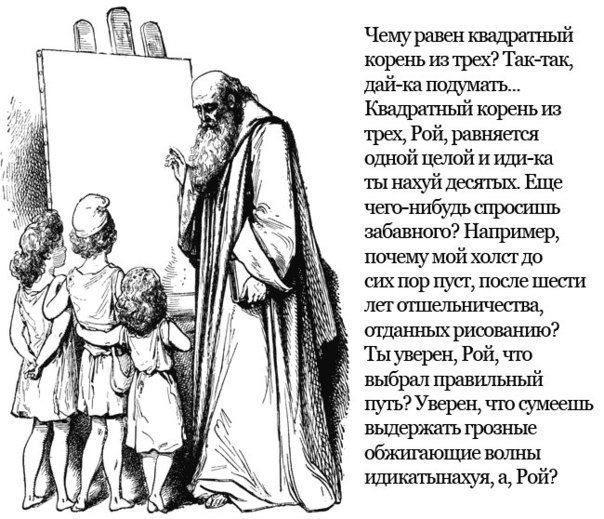 Чему равен квадратный
корень из трех? Так-так,
дай-ка подумать...
Квадратный корень из
трех, Рой, равняется
одной целой и иди-ка
ты нахуй десятых. Еще
чего-нибудь спросишь
забавного? Например,
почему мой холст до
сих пор пуст, после шести
лет отшельничества,
отданных рисованию?
Ты уверен, Рой, что
выбрал правильный
путь? Уверен, что сумеешь
выдержать грозные
обжигающие волны
идикатынахуя, а, Рой?